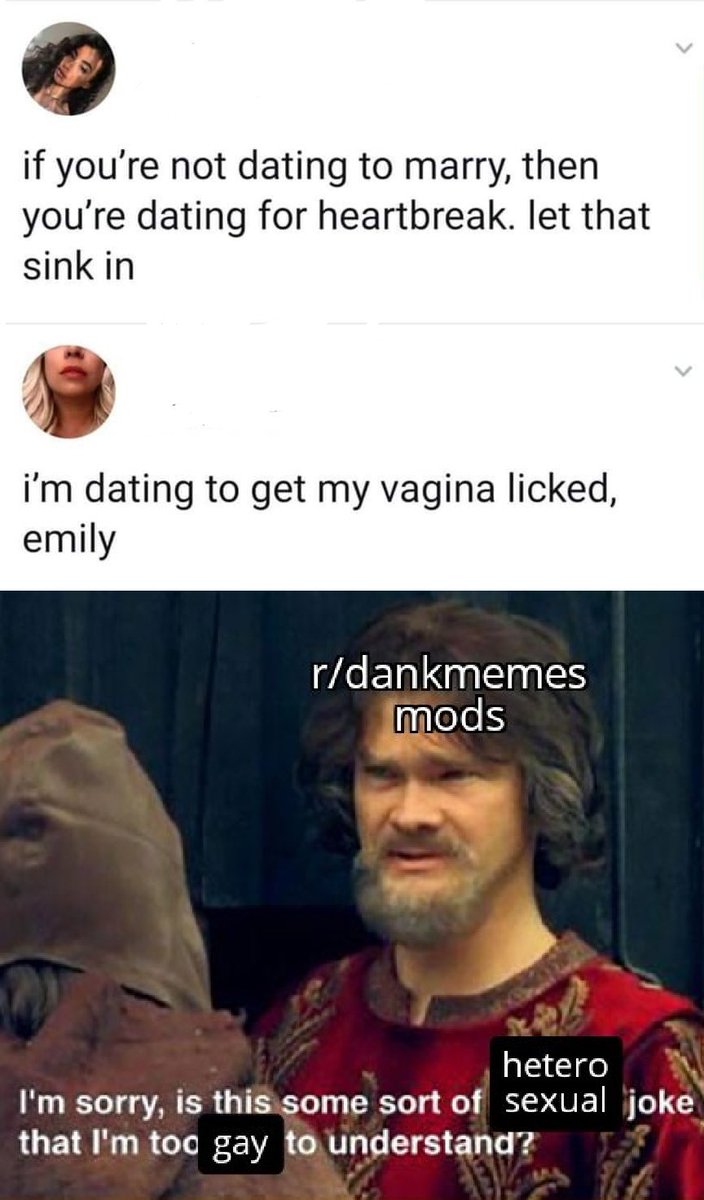 if you’re not dating to marry, then
you’re dating for heartbreak. let that
sink in
i’m dating to get my vagina licked,
emily
r/dankmemes
mods
hetero
I'm sorry, is this some sort of sexual joke
that I'm too gay to understand?